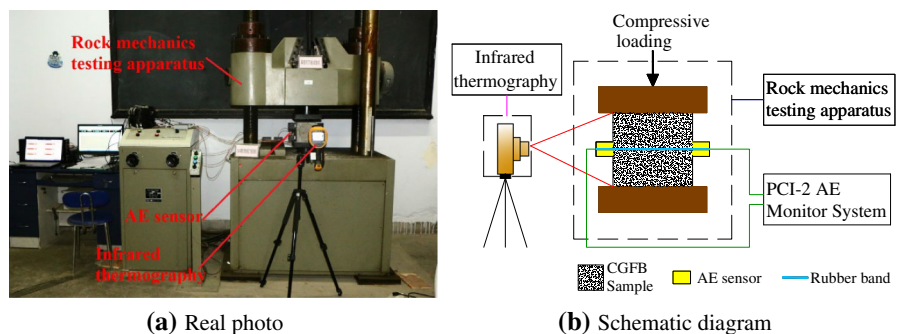 Rock mechanics
testing apparatus
AE sensor
Infrared
thermography
(a) Real photo
Compressive
loading
Infrared
thermography
Rock mechanics
testing apparatus
PCI-2 AE
Monitor System
CGFB
Sample
AE sensor
Rubber band
(b) Schematic diagram